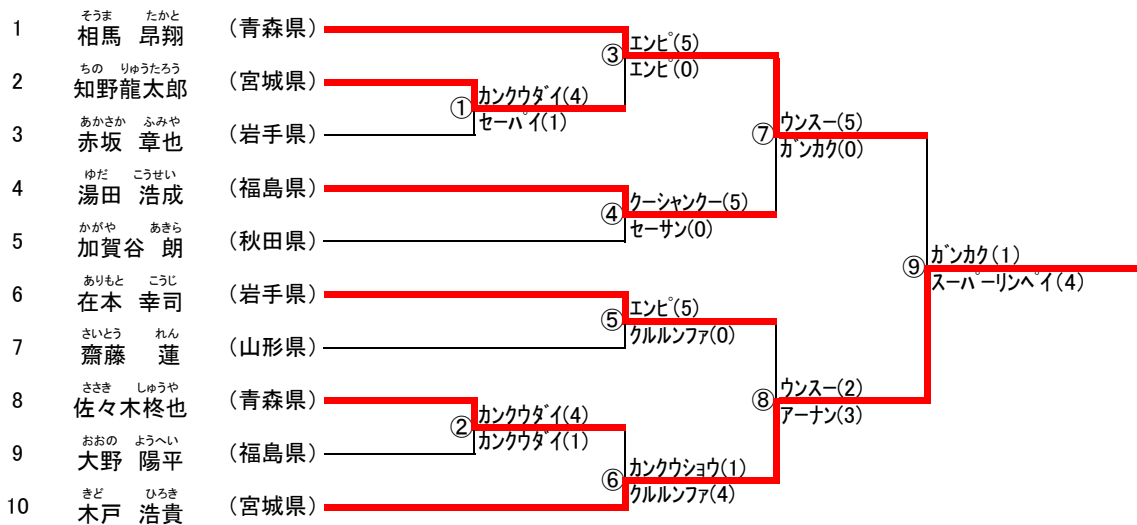 そうま たかと
1 相馬 昂翔 （青森県）
ちの りゅうたろう
2 知野龍太郎 （宮城県）
あかさか ふみや
3 赤坂 章也 （岩手県）
ゆだ こうせい
4 湯田 浩成 （福島県）
かがや あきら
5 加賀谷 朗 （秋田県）
ありもと こうじ
6 在本 幸司 （岩手県）
さいとう れん
7 齋藤 蓮 （山形県）
ささき しゅうや
8 佐々木柊也 （青森県）
おおの ようへい
9 大野 陽平 （福島県）
きど ひろき
10 木戸 浩貴 （宮城県）
① ｶﾝｸｳﾀﾞｲ(4)
ｾｰﾊﾟｲ(1)
② ｶﾝｸｳﾀﾞｲ(4)
ｶﾝｸｳﾀﾞｲ(1)
③ ｴﾝﾋﾟ(5)
ｴﾝﾋﾟ(0)
④ ｸｰｼｬﾝｸｰ(5)
ｾｰｻﾝ(0)
⑤ ｴﾝﾋﾟ(5)
ｸﾙﾙﾝﾌｧ(0)
⑥ ｶﾝｸｳｼｮｳ(1)
ｸﾙﾙﾝﾌｧ(4)
⑦ ｳﾝｽｰ(5)
ｶﾞﾝｶｸ(0)
⑧ ｳﾝｽｰ(2)
ｱｰﾅﾝ(3)
⑨ ｶﾞﾝｶｸ(1)
ｽｰﾊﾟｰﾘﾝﾍﾟｲ(4)